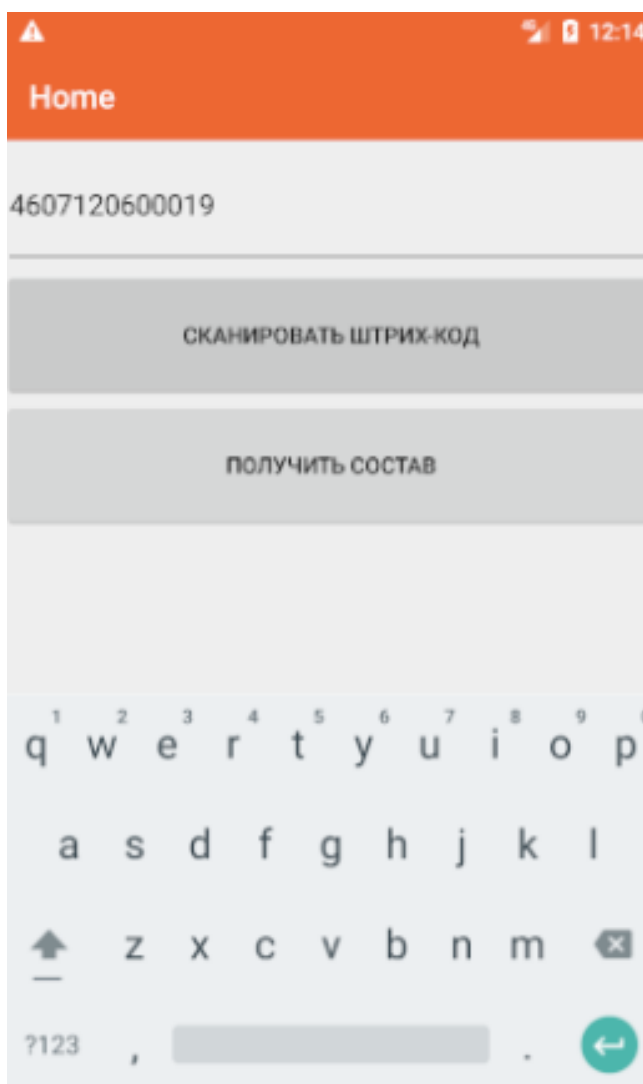 12:14
Home
4607120600019
СКАНИРОВАТЬ ШТРИХ-КОД
ПОЛУЧИТЬ СОСТАВ
1 2 3 4 5 6 7 8 9
q w e r t y u i o p
a s d f g h j k l
z x c v b n m
?123 , .